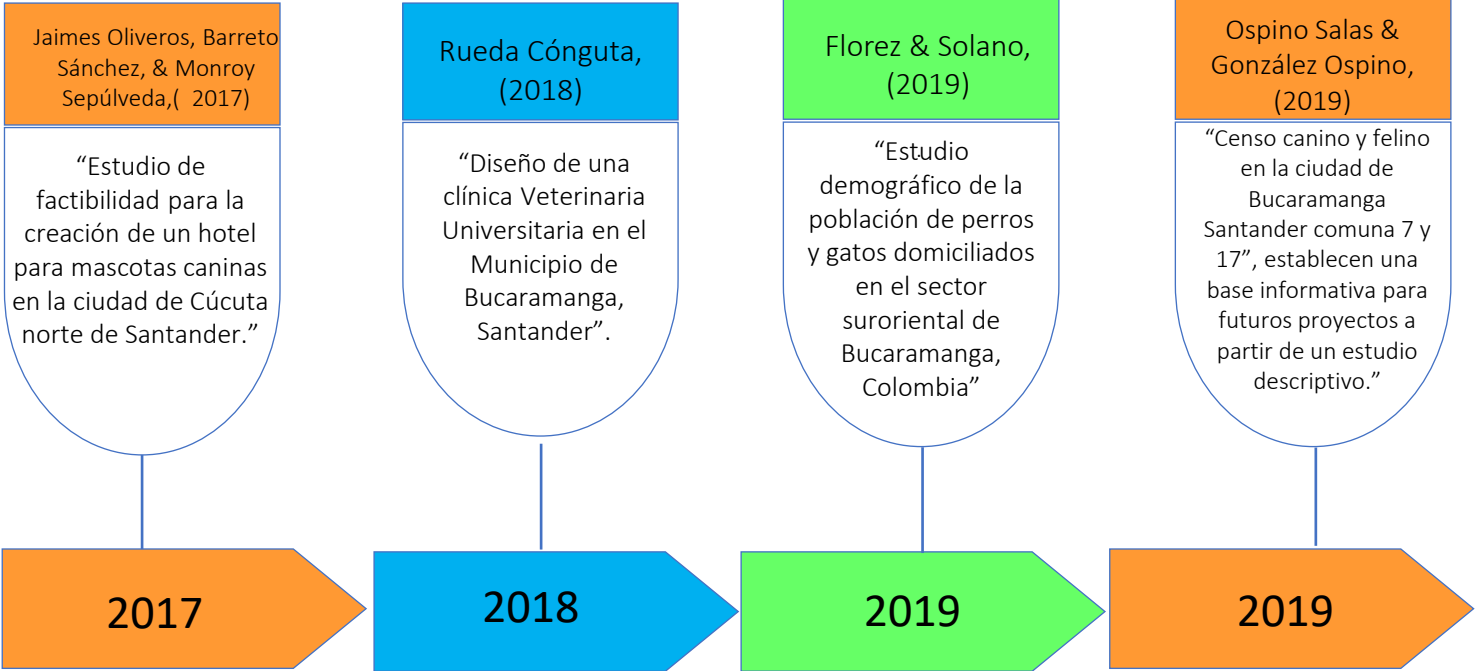 Jaimes Oliveros, Barreto
Sánchez, & Monroy
Sepúlveda,( 2017)
“Estudio de
factibilidad para la
creación de un hotel
para mascotas caninas
en la ciudad de Cúcuta
norte de Santander.”
2017
Rueda Cónguta,
(2018)
“Diseño de una
clínica Veterinaria
Universitaria en el
Municipio de
Bucaramanga,
Santander”.
2018
Florez & Solano,
(2019)
“Estudio
demográfico de la
población de perros
y gatos domiciliados
en el sector
suroriental de
Bucaramanga,
Colombia”
2019
Ospino Salas &
González Ospino,
(2019)
“Censo canino y felino
en la ciudad de
Bucaramanga
Santander comuna 7 y
17”, establecen una
base informativa para
futuros proyectos a
partir de un estudio
descriptivo.”
2019